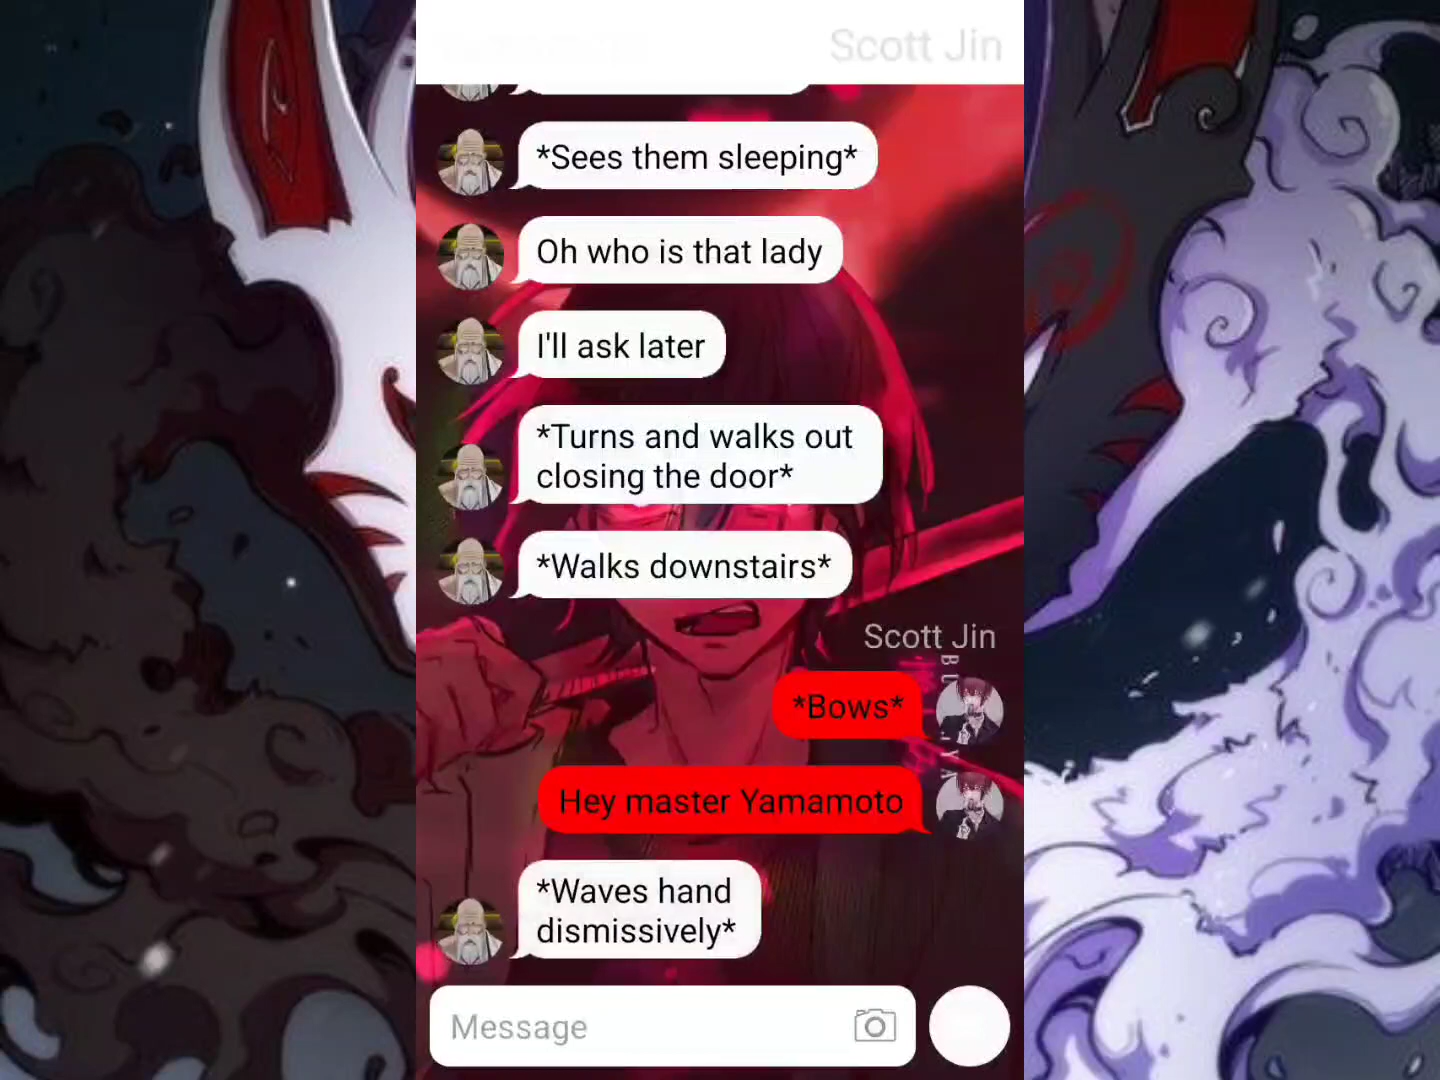 Scott Jin
*Sees them sleeping*
Oh who is that lady
I'll ask later
*Turns and walks out
closing the door*
*Walks downstairs*
Scott Jin
*Bows*
Hey master Yamamoto
*Waves hand
dismissively*
Message